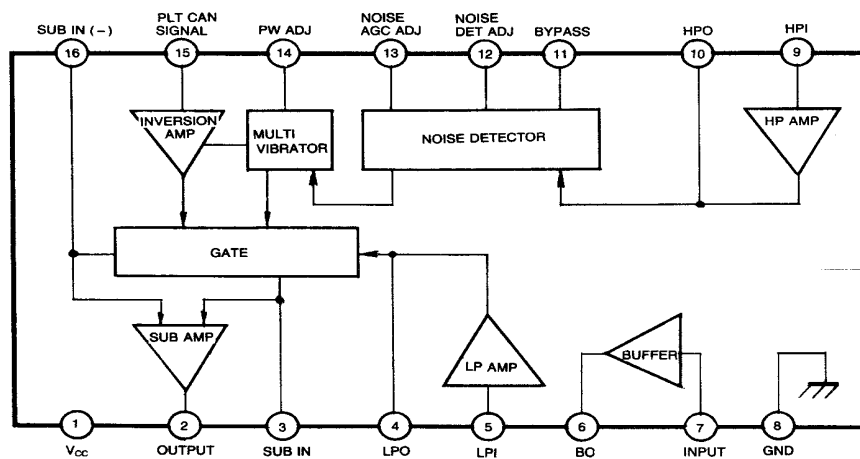 SUB IN (-)
PLT CAN
SIGNAL
PW ADJ
NOISE
AGC ADJ
NOISE
DET ADJ
BYPASS
HPO
HPI
16
15
14
13
12
11
10
9
INVERSION
AMP
MULTI
VIBRATOR
NOISE DETECTOR
HP AMP
GATE
SUB AMP
LP AMP
BUFFER
1
2
3
4
5
6
7
8
VCC
OUTPUT
SUB IN
LPO
LPI
BO
INPUT
GND